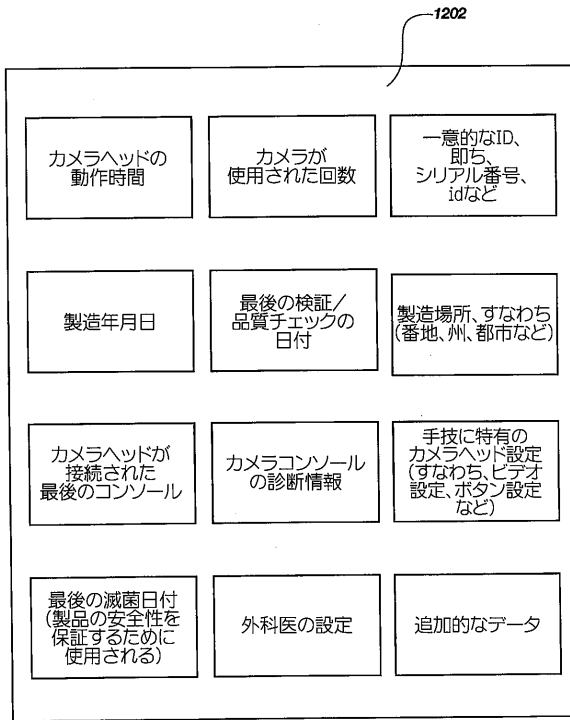 1202
カメラヘッドの
動作時間
カメラが
使用された回数
一意的なID、
即ち、
シリアル番号、
idなど
製造年月日
最後の検証/
品質チェックの
日付
製造場所、すなわち
(番地、州、都市など)
カメラヘッドが
接続された
最後のコンソール
カメラコンソール
の診断情報
手技に特有の
カメラヘッド設定
(すなわち、ビデオ
設定、ボタン設定
など)
最後の滅菌日付
(製品の安全性を
保証するために
使用される)
外科医の設定
追加的なデータ